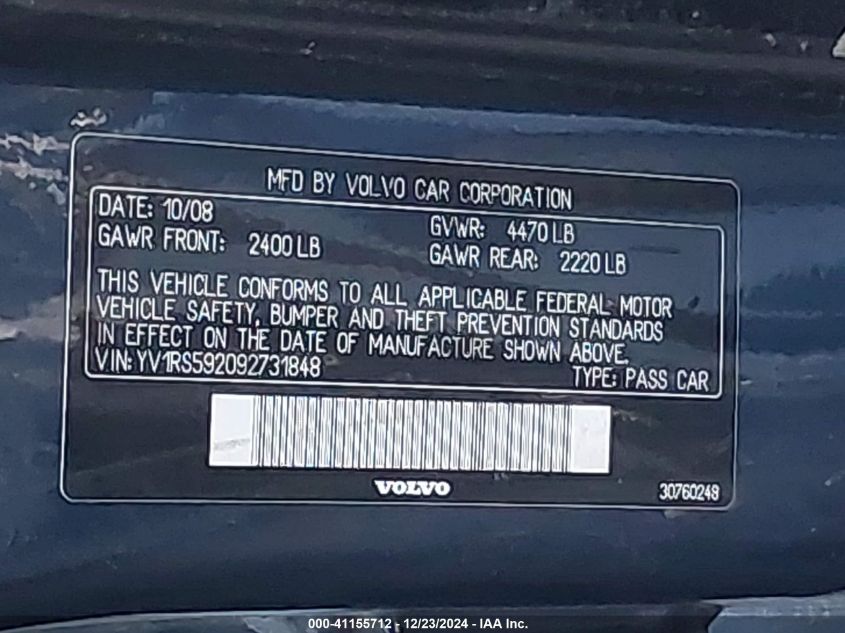 MFD BY VOLVO CAR CORPORATION
DATE: 10/08 GVWR: 4470 LB
GAWR FRONT: 2400 LB GAWR REAR: 2220 LB
THIS VEHICLE CONFORMS TO ALL APPLICABLE FEDERAL MOTOR
VEHICLE SAFETY, BUMPER AND THEFT PREVENTION STANDARDS
IN EFFECT ON THE DATE OF MANUFACTURE SHOWN ABOVE.
VIN: YV1RS592092731848 TYPE: PASS CAR
VOLVO
30760248
000-41155712 - 12/23/2024 - IAA Inc.